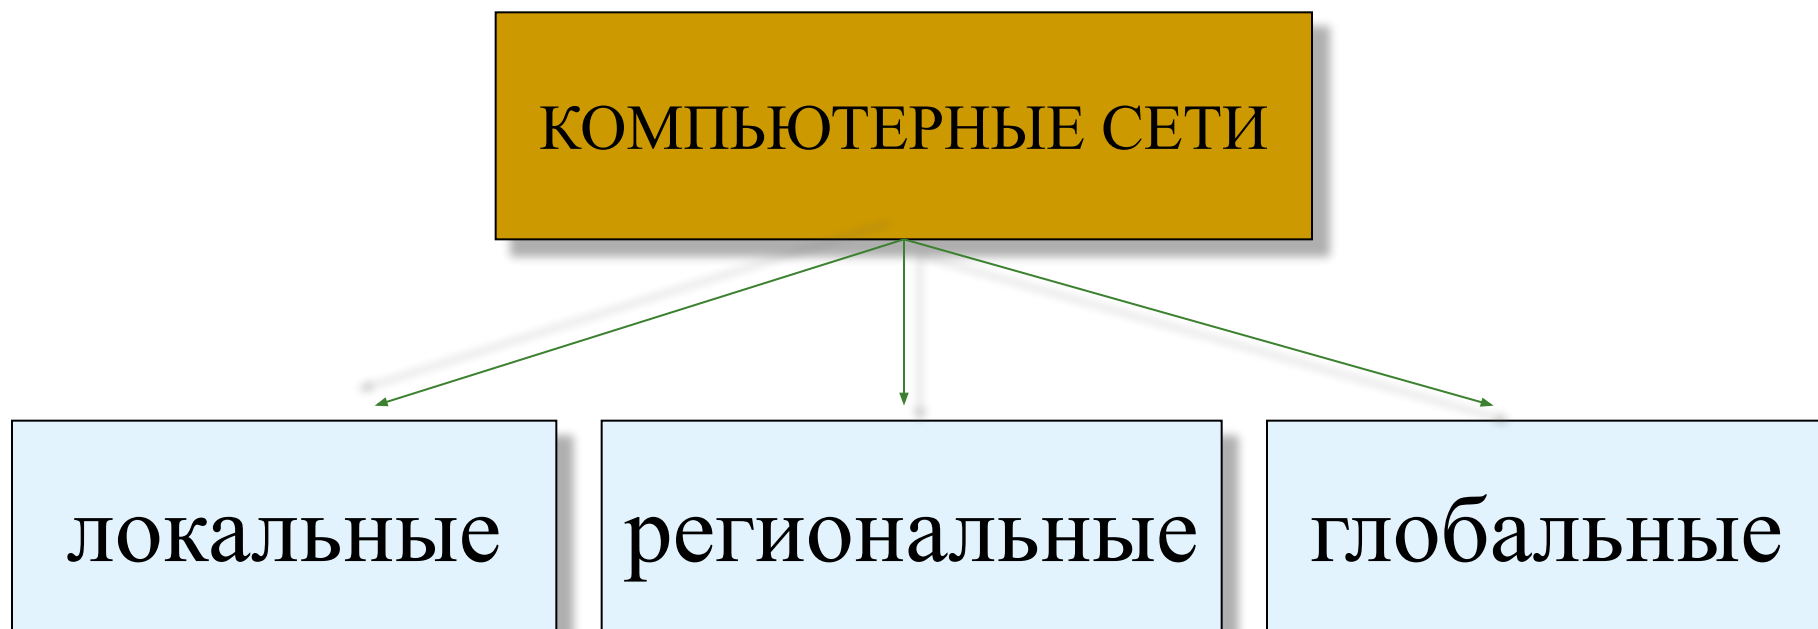 КОМПЬЮТЕРНЫЕ СЕТИ
локальные
региональные
глобальные